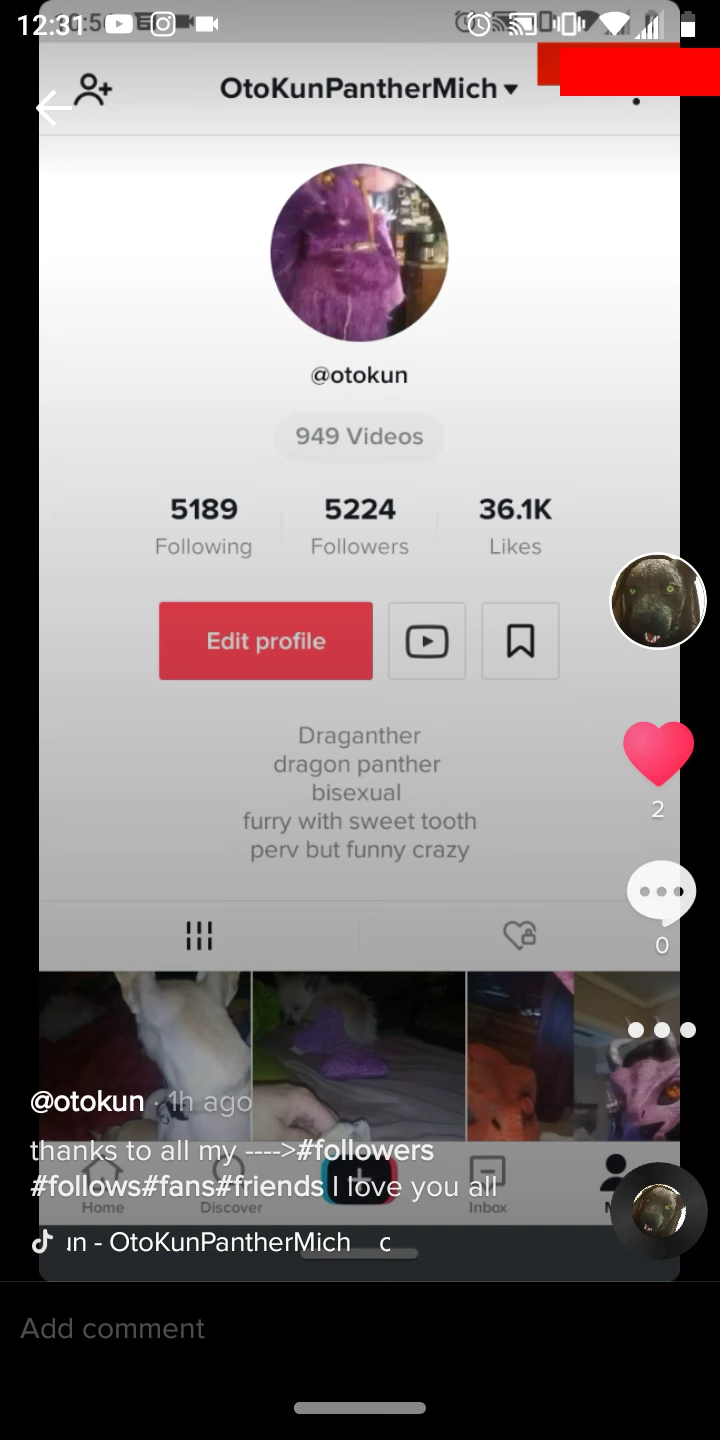 12:31
OtoKunPantherMich
@otokun
949 Videos
5189 5224 36.1K
Following Followers Likes
Edit profile
Draganther
dragon panther
bisexual
furry with sweet tooth
perv but funny crazy
2
0
@otokun · 1h ago
thanks to all my ---->#followers
#follows#fans#friends I love you all
Home Discover Inbox
un - OtoKunPantherMich c
Add comment